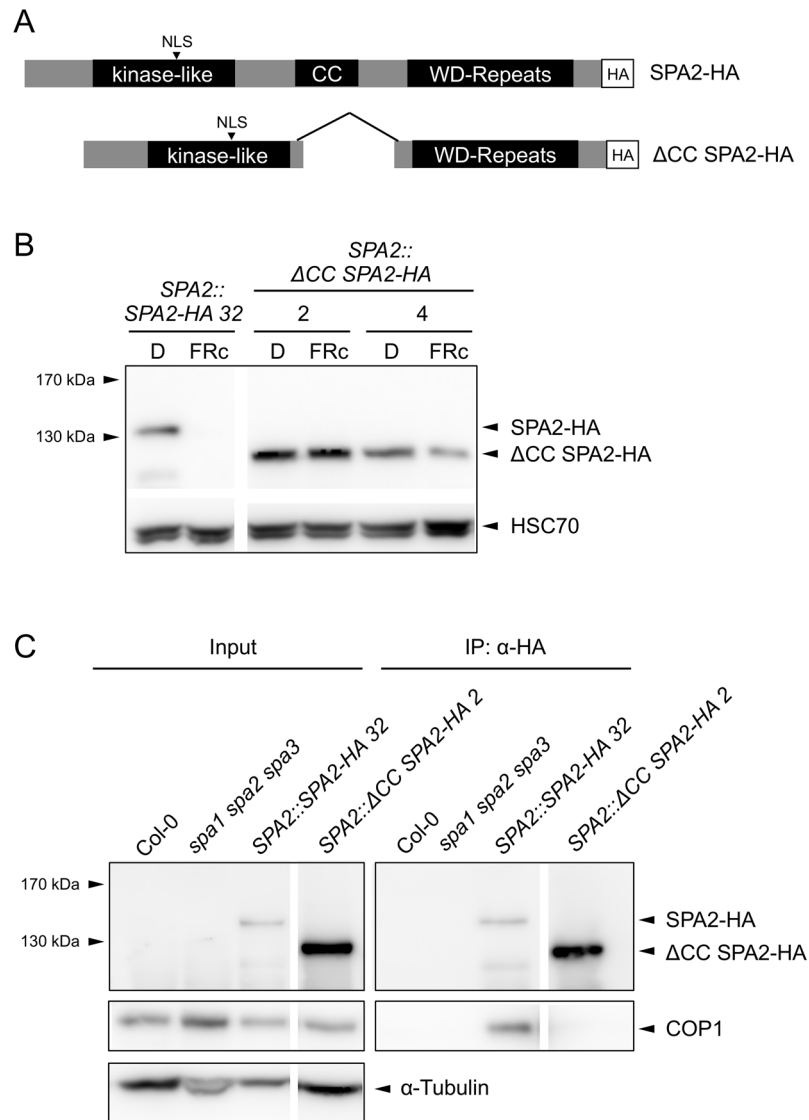 A
NLS
kinase-like CC WD-Repeats HA SPA2-HA
NLS
kinase-like WD-Repeats HA ΔCC SPA2-HA
B
SPA2::
SPA2-HA 32
SPA2::
ΔCC SPA2-HA
2 4
D FRc D FRc D FRc
170 kDa
130 kDa
SPA2-HA
ΔCC SPA2-HA
HSC70
C
Input IP: α-HA
Col-0
spa1 spa2 spa3
SPA2::SPA2-HA 32
SPA2::ΔCC SPA2-HA 2
Col-0
spa1 spa2 spa3
SPA2::SPA2-HA 32
SPA2::ΔCC SPA2-HA 2
170 kDa
130 kDa
SPA2-HA
ΔCC SPA2-HA
COP1
α-Tubulin